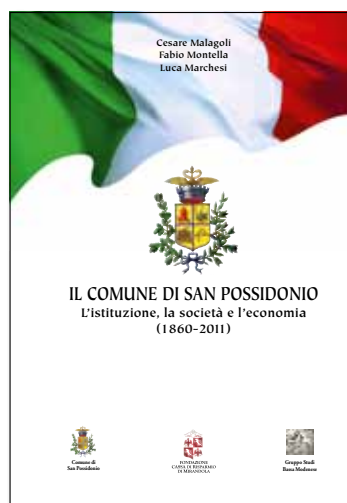 Cesare Malagoli
Fabio Montella
Luca Marchesi
IL COMUNE DI SAN POSSIDONIO
L'istituzione, la società e l'economia
(1860-2011)
Comune di
San Possidonio
FONDAZIONE
CASSA DI RISPARMIO
DI MIRANDOLA
Gruppo Studi
Bassa Modenese